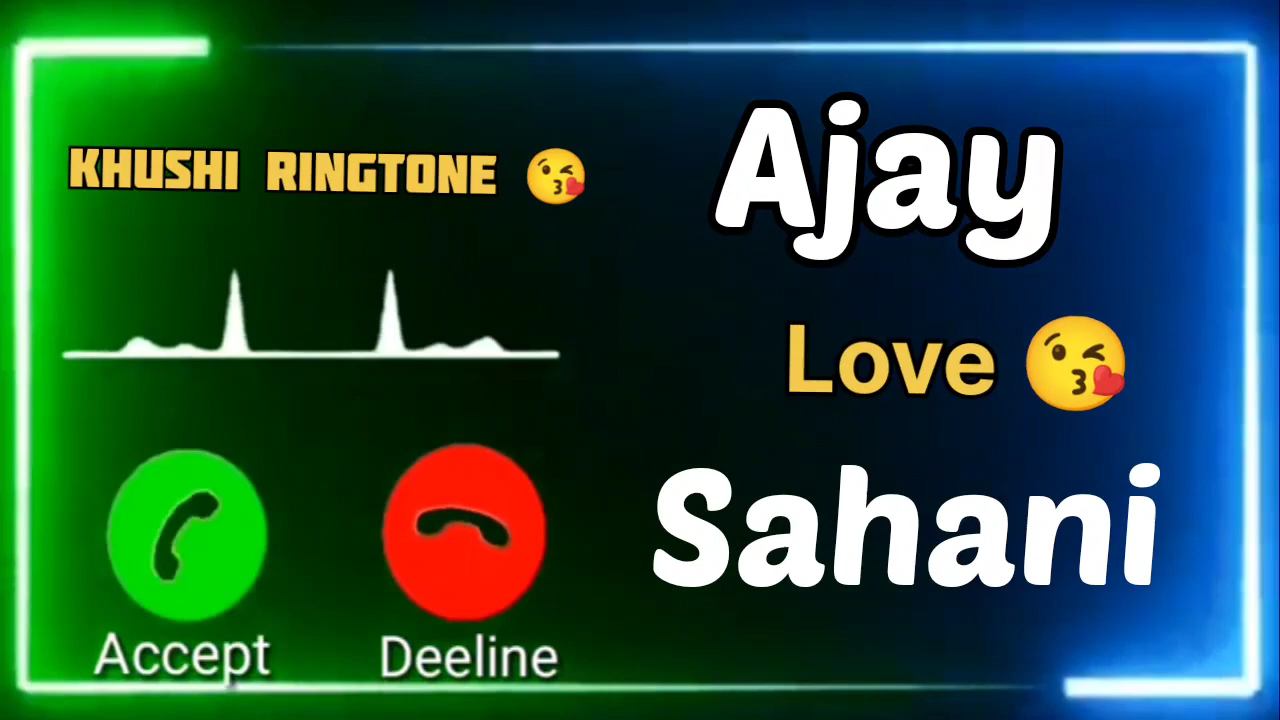 KHUSHI RINGTONE 😘
Ajay
Love 😘
Sahani
Accept
Deeline